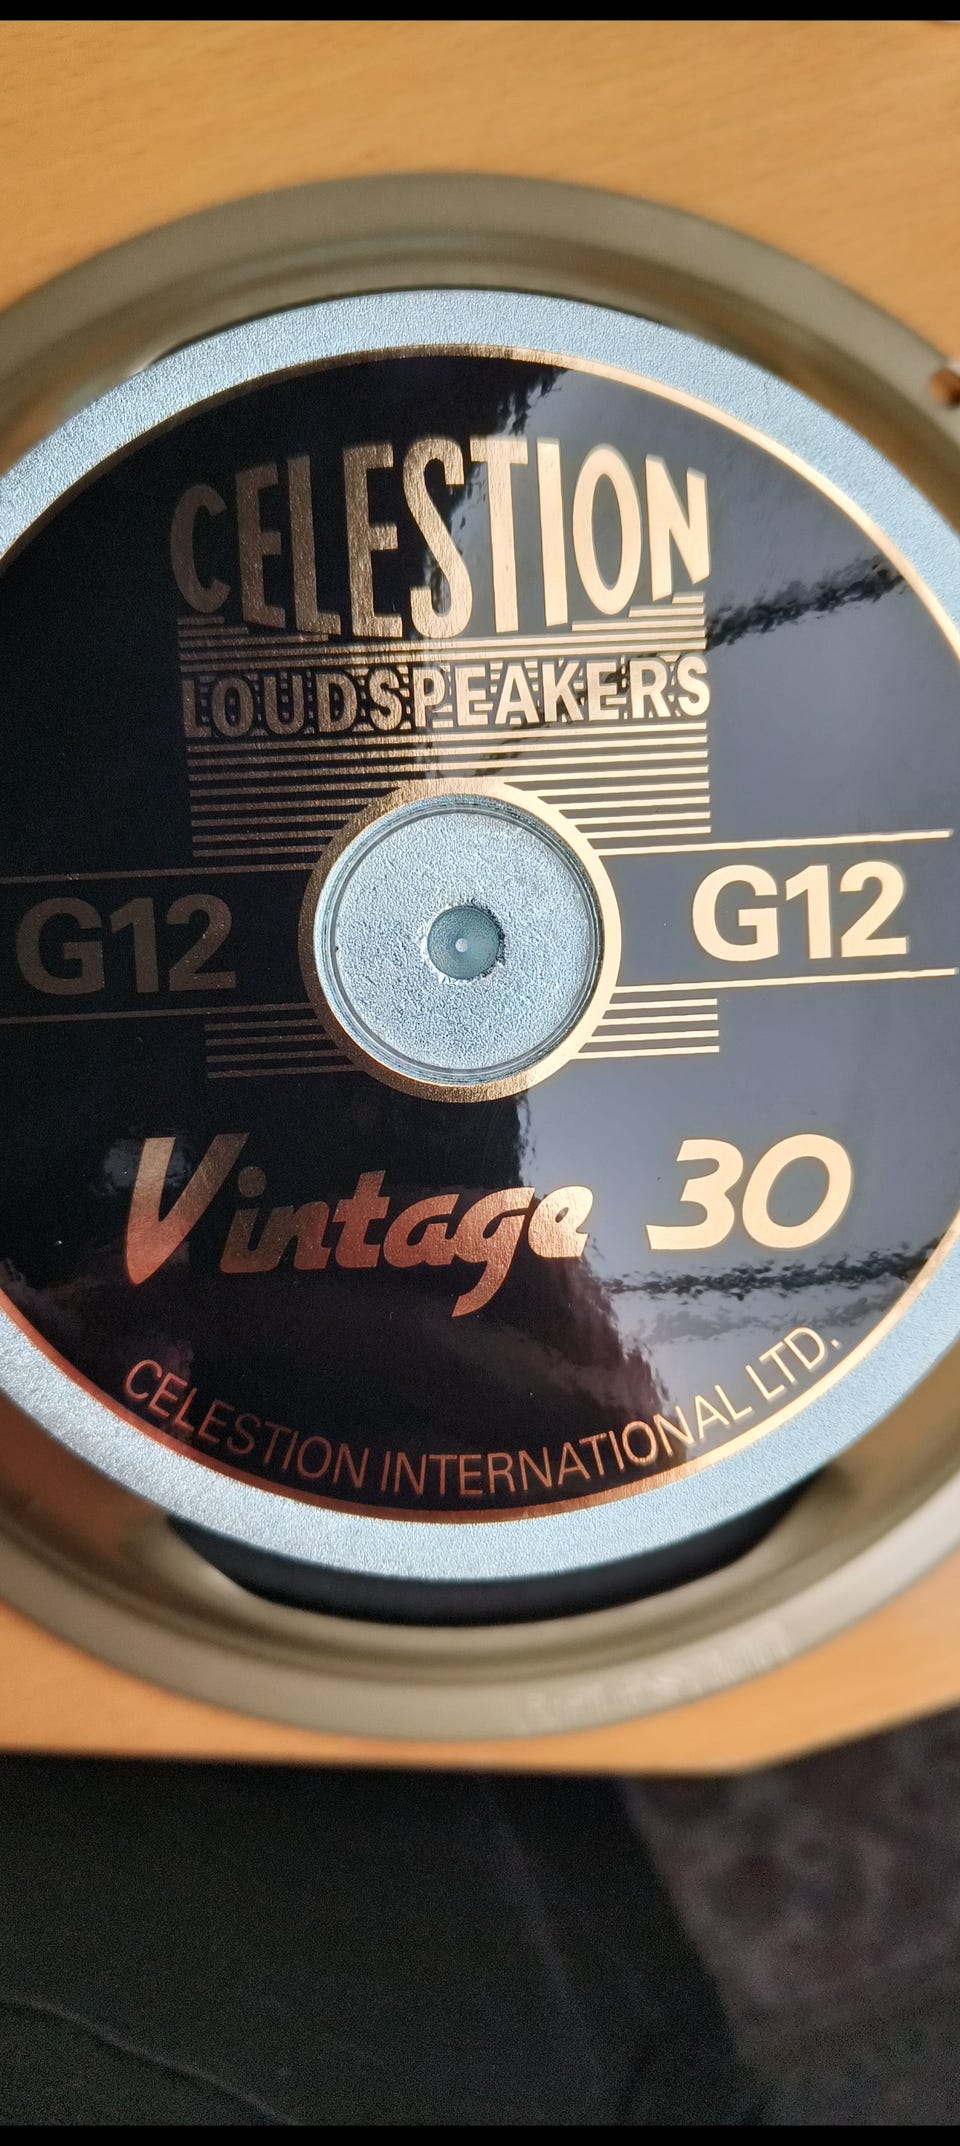 CELESTION
LOUDSPEAKERS
G12 G12
Vintage 30
CELESTION INTERNATIONAL LTD.